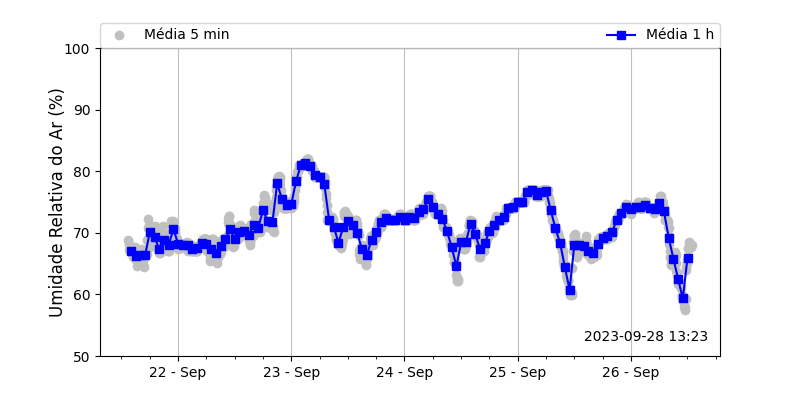 Média 5 min
Média 1 h
Umidade Relativa do Ar (%)
100
90
80
70
60
50
2023-09-28 13:23
22 - Sep
23 - Sep
24 - Sep
25 - Sep
26 - Sep